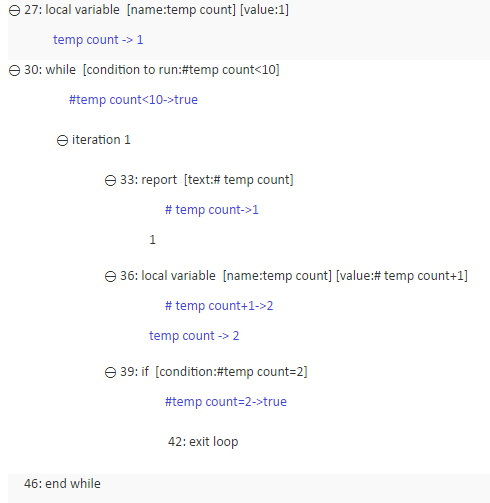 27: local variable [name:temp count] [value:1]
temp count -> 1
30: while [condition to run:#temp count<10]
#temp count<10->true
iteration 1
33: report [text:# temp count]
# temp count->1
1
36: local variable [name:temp count] [value:# temp count+1]
# temp count+1->2
temp count -> 2
39: if [condition:#temp count=2]
#temp count=2->true
42: exit loop
46: end while